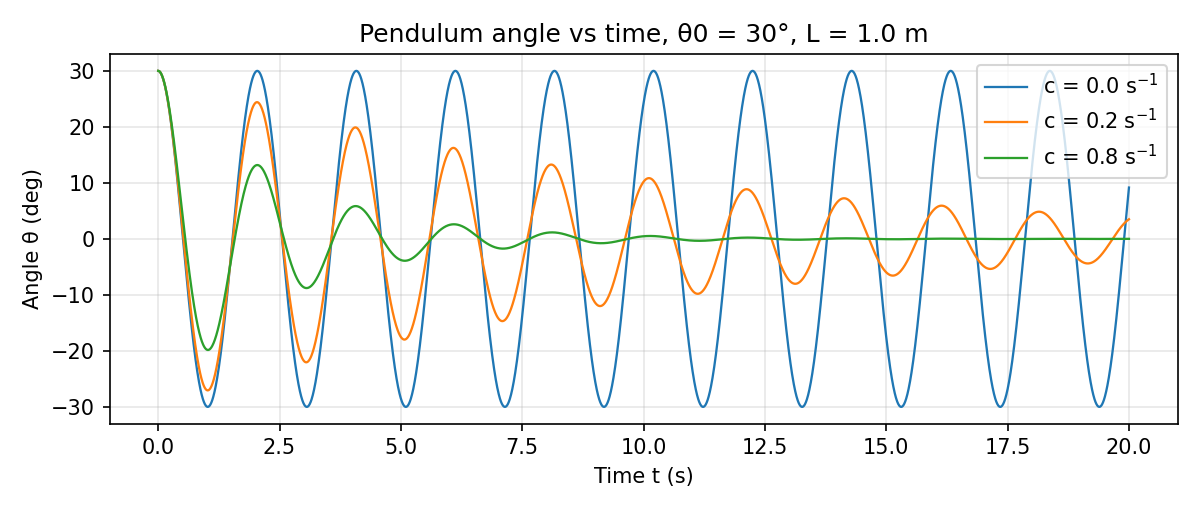 Pendulum angle vs time, θ0 = 30°, L = 1.0 m
c = 0.0 s⁻¹
c = 0.2 s⁻¹
c = 0.8 s⁻¹
Angle θ (deg)
30
20
10
0
−10
−20
−30
0.0 2.5 5.0 7.5 10.0 12.5 15.0 17.5 20.0
Time t (s)